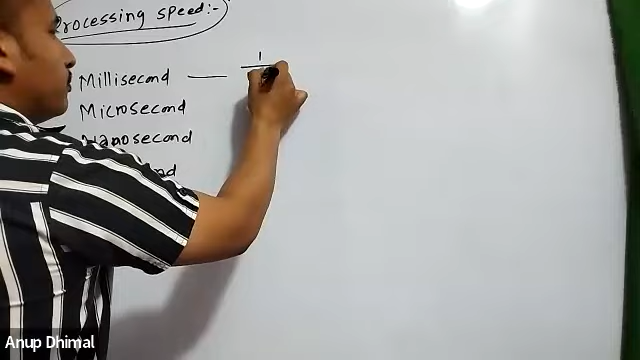 Processing speed:-
Millisecond — 1
Microsecond
Nanosecond
Anup Dhimal